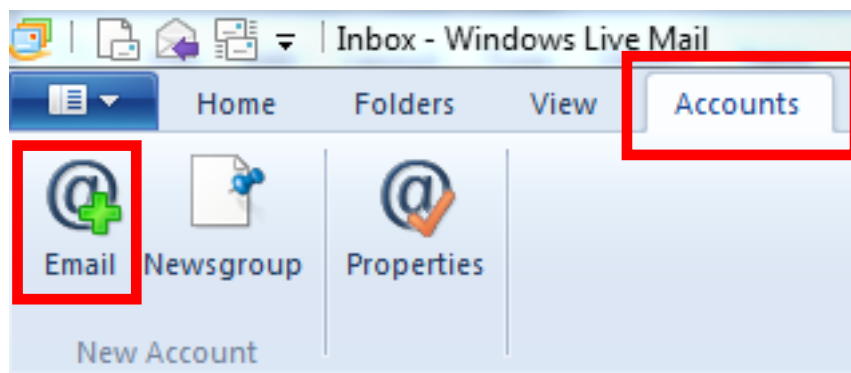 Inbox - Windows Live Mail
Home Folders View Accounts
Email Newsgroup Properties
New Account